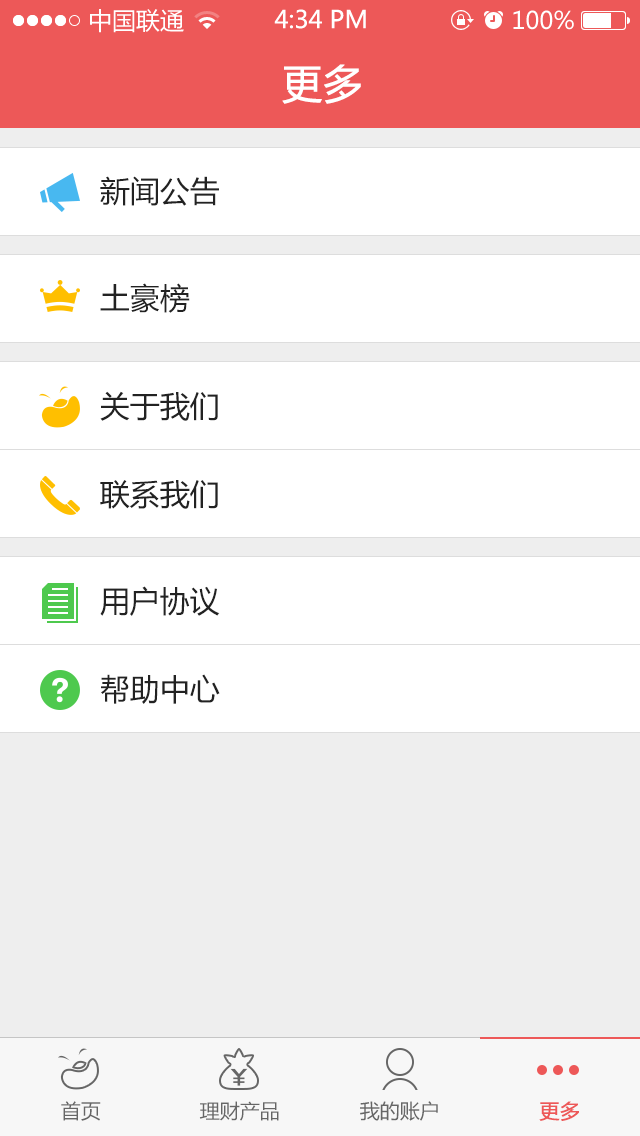 中国联通 4:34 PM 100%
更多
新闻公告
土豪榜
关于我们
联系我们
用户协议
帮助中心
首页 理财产品 我的账户 更多